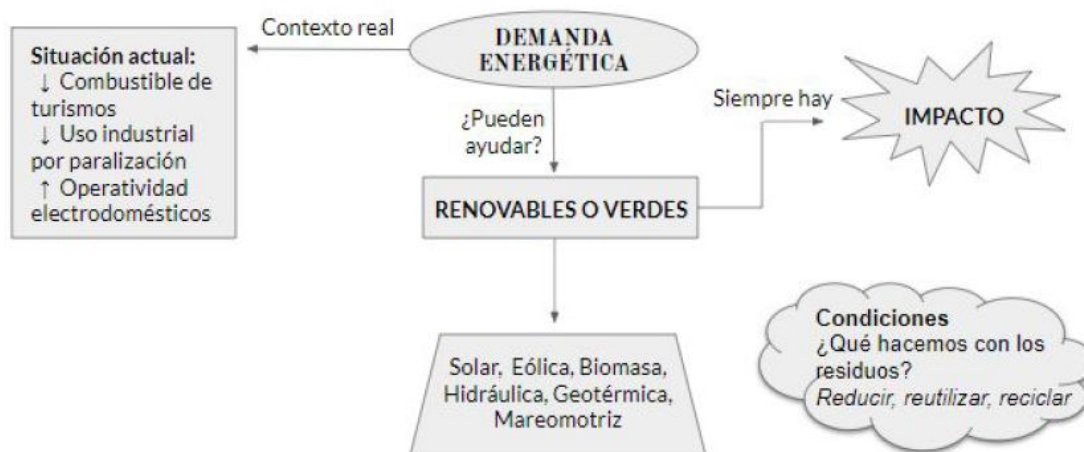 Contexto real
DEMANDA
ENERGÉTICA
Situación actual:
↓ Combustible de
turismos
↓ Uso industrial
por paralización
↑ Operatividad
electrodomésticos
¿Pueden
ayudar?
Siempre hay
IMPACTO
RENOVABLES O VERDES
Solar, Eólica, Biomasa,
Hidráulica, Geotérmica,
Mareomotriz
Condiciones
¿Qué hacemos con los
residuos?
Reducir, reutilizar, reciclar